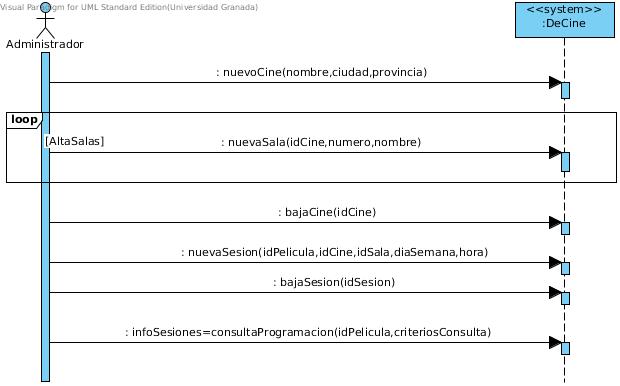 Visual Paradigm for UML Standard Edition(Universidad Granada)
<<system>>
:DeCine
Administrador
: nuevoCine(nombre,ciudad,provincia)
loop
[AltaSalas]
: nuevaSala(idCine,numero,nombre)
: bajaCine(idCine)
: nuevaSesion(idPelicula,idCine,idSala,diaSemana,hora)
: bajaSesion(idSesion)
: infoSesiones=consultaProgramacion(idPelicula,criteriosConsulta)